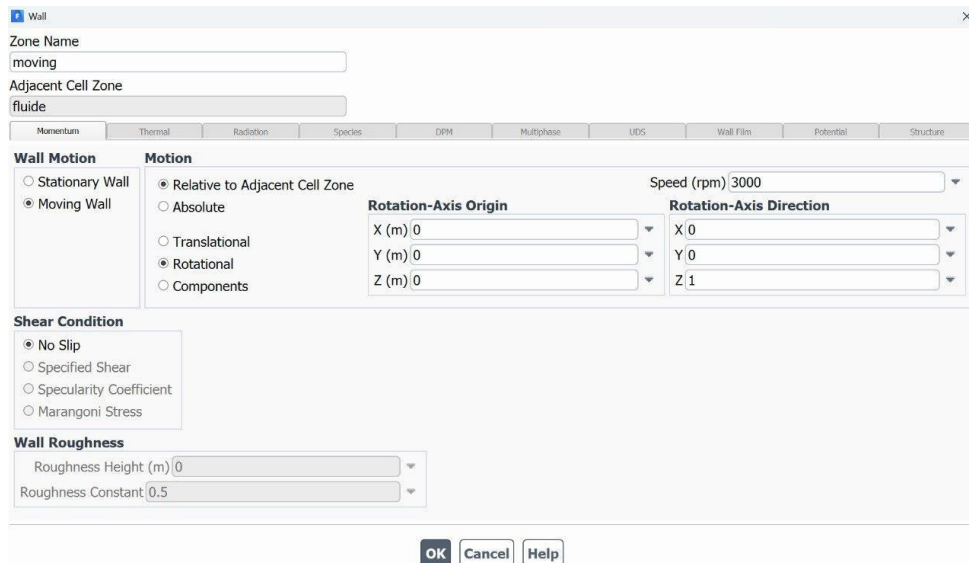 Wall
Zone Name
moving
Adjacent Cell Zone
fluide
Momentum Thermal Radiation Species DPM Multiphase UDS Wall Film Potential Structure
Wall Motion
Stationary Wall
Moving Wall
Motion
Relative to Adjacent Cell Zone
Absolute
Translational
Rotational
Components
Speed (rpm) 3000
Rotation-Axis Origin
X (m) 0
Y (m) 0
Z (m) 0
Rotation-Axis Direction
X 0
Y 0
Z 1
Shear Condition
No Slip
Specified Shear
Specularity Coefficient
Marangoni Stress
Wall Roughness
Roughness Height (m) 0
Roughness Constant 0.5
OK Cancel Help